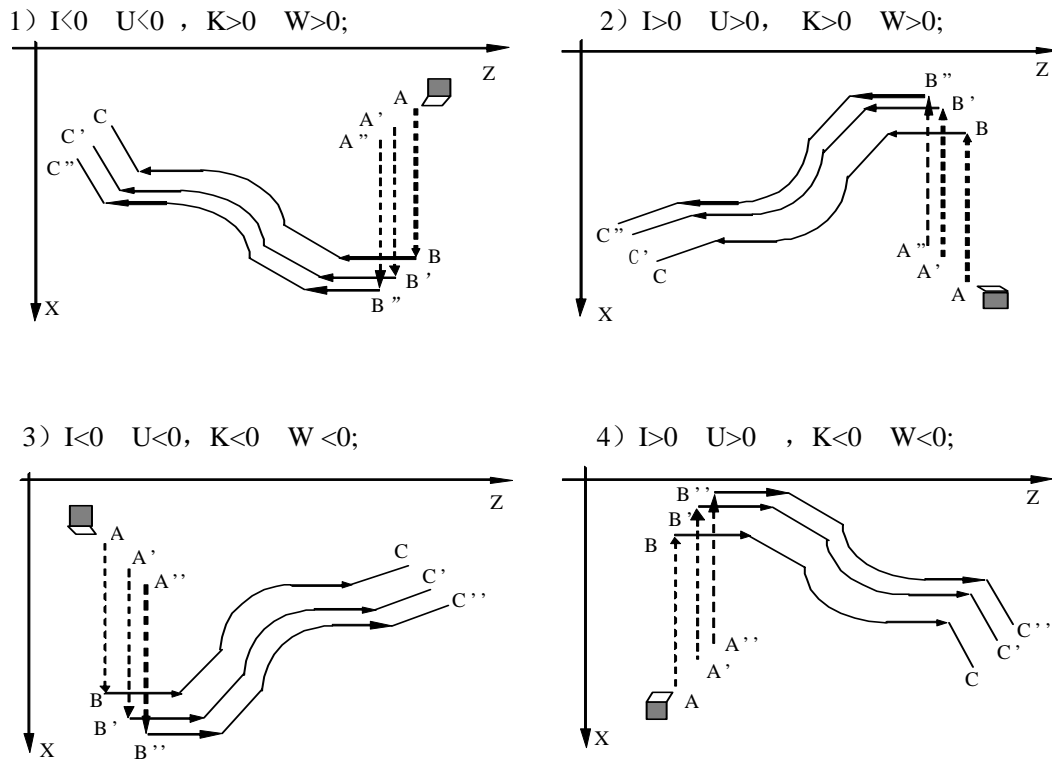 1）I<0 U<0 ，K>0 W>0;
Z
A
A’
A”
C
C’
C”
B
B’
B”
X
2）I>0 U>0， K>0 W>0;
Z
B”
B’
B
C”
C’
C
A”
A’
A
X
3）I<0 U<0，K<0 W <0;
Z
A
A’
A’’
C
C’
C’’
B
B’
B’’
X
4）I>0 U>0 ，K<0 W<0;
Z
B’’
B’
B
A’’
A’
A
C’’
C’
C
X